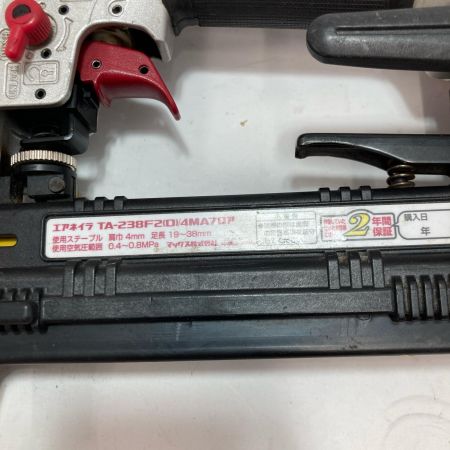 エアネイラ TA-238F2(D)/4MAフロア
使用ステープル 肩巾 4mm 足長 19~38mm
使用空気圧範囲 0.4~0.8MPa マックス株式会社
2年間
保証
購入日
年